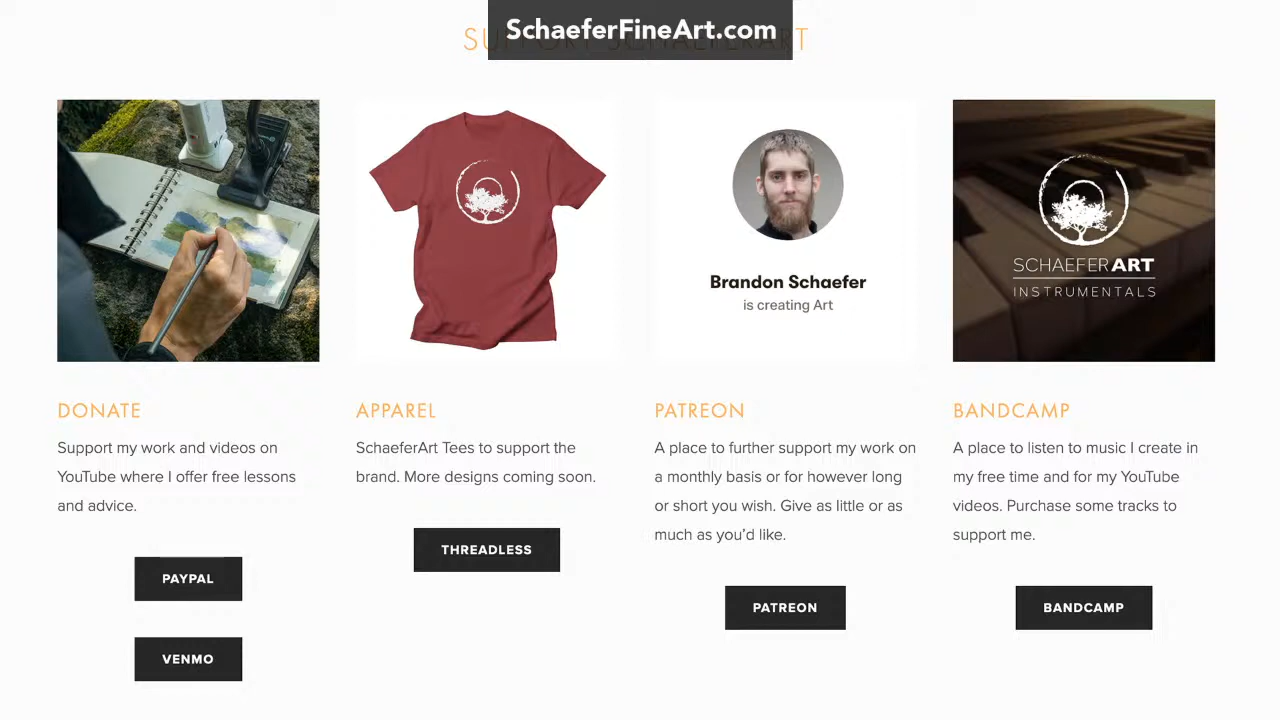 SchaeferFineArt.com
SUPPORT SCHAEFERART
SCHAEFERART
INSTRUMENTALS
Brandon Schaefer
is creating Art
DONATE
Support my work and videos on
YouTube where I offer free lessons
and advice.
PAYPAL
VENMO
APPAREL
SchaeferArt Tees to support the
brand. More designs coming soon.
THREADLESS
PATREON
A place to further support my work on
a monthly basis or for however long
or short you wish. Give as little or as
much as you'd like.
PATREON
BANDCAMP
A place to listen to music I create in
my free time and for my YouTube
videos. Purchase some tracks to
support me.
BANDCAMP